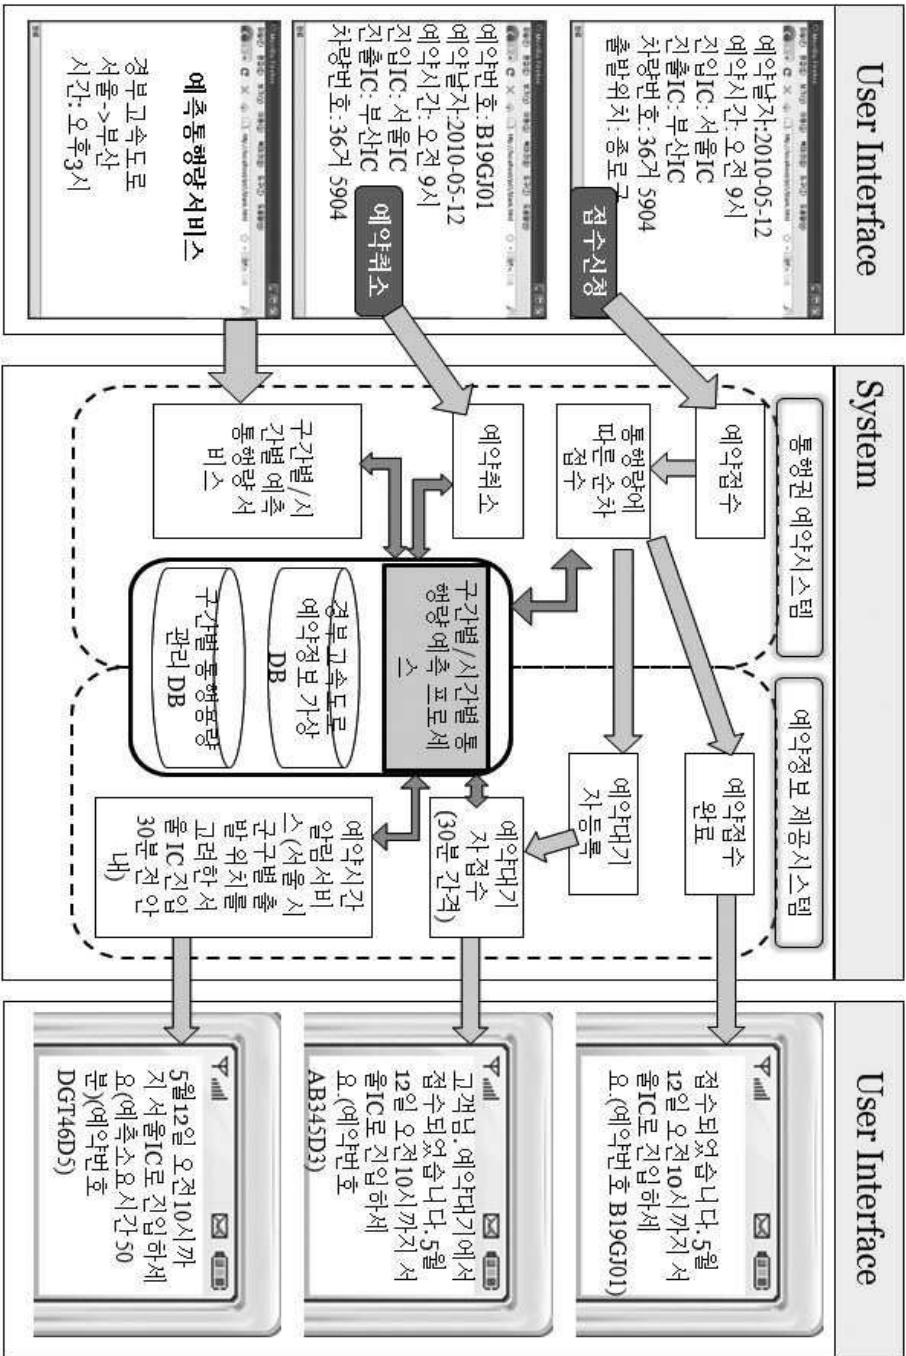 User Interface
예약날자:2010-05-12
예약시간: 오전 9시
진입IC: 서울IC
진출IC:부산IC
차량번호:36거 5904
출발위치: 종로구
접수신청
예약번호: B19GJ01
예약날자:2010-05-12
예약시간: 오전 9시
진입IC: 서울IC
진출IC: 부산IC
차량번호: 36거 5904
예약취소
예측통행량서비스
경부고속도로
서울->부산
시간: 오후3시
System
통행권 예약시스템
예약접수
통행량에
따른 순차
접수
예약취소
구간별/시
간별 예측
통행량 서
비스
구간별/시간별 통
행량 예측 프로세
스
경부고속도로
예약정보 가상
DB
구간별 통행용량
관리 DB
예약정보 제공시스템
예약접수
완료
예약대기
자등록
예약대기
자 접수
(30분 간격)
예약시간
알림서비
스(서울시
구구별 출
발위치를
고려한 서
울 IC진입
30분전 안
내)
User Interface
접수되었습니다. 5월
12일 오전10시까지 서
울IC로 진입 하세
요.(예약번호 B19GJ01)
고객님. 예약대기에서
접수되었습니다. 5월
12일 오전10시까지 서
울IC로 진입하세
요.(예약번호
AB345D3)
5월12일 오전10시까
지 서울IC로 진입하세
요(예측소요시간50
분)(예약번호
DGT46D5)